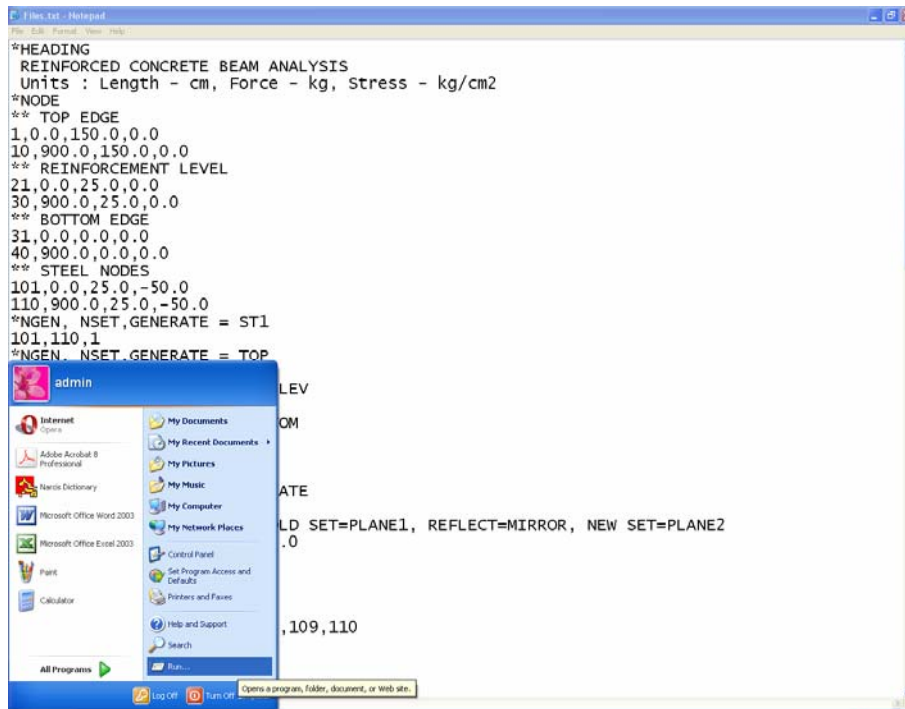 Files.txt - Notepad
File Edit Format View Help
*HEADING
REINFORCED CONCRETE BEAM ANALYSIS
Units : Length - cm, Force - kg, Stress - kg/cm2
*NODE
** TOP EDGE
1,0.0,150.0,0.0
10,900.0,150.0,0.0
** REINFORCEMENT LEVEL
21,0.0,25.0,0.0
30,900.0,25.0,0.0
** BOTTOM EDGE
31,0.0,0.0,0.0
40,900.0,0.0,0.0
** STEEL NODES
101,0.0,25.0,-50.0
110,900.0,25.0,-50.0
*NGEN, NSET,GENERATE = ST1
101,110,1
*NGEN, NSET,GENERATE = TOP
LEV
OM
ATE
LD SET=PLANE1, REFLECT=MIRROR, NEW SET=PLANE2
.0
,109,110
admin
Internet
Opera
Adobe Acrobat 8
Professional
Narcis Dictionary
Microsoft Office Word 2003
Microsoft Office Excel 2003
Paint
Calculator
All Programs
My Documents
My Recent Documents
My Pictures
My Music
My Computer
My Network Places
Control Panel
Set Program Access and
Defaults
Printers and Faxes
Help and Support
Search
Run...
Log Off
Turn Off
Opens a program, folder, document, or Web site.